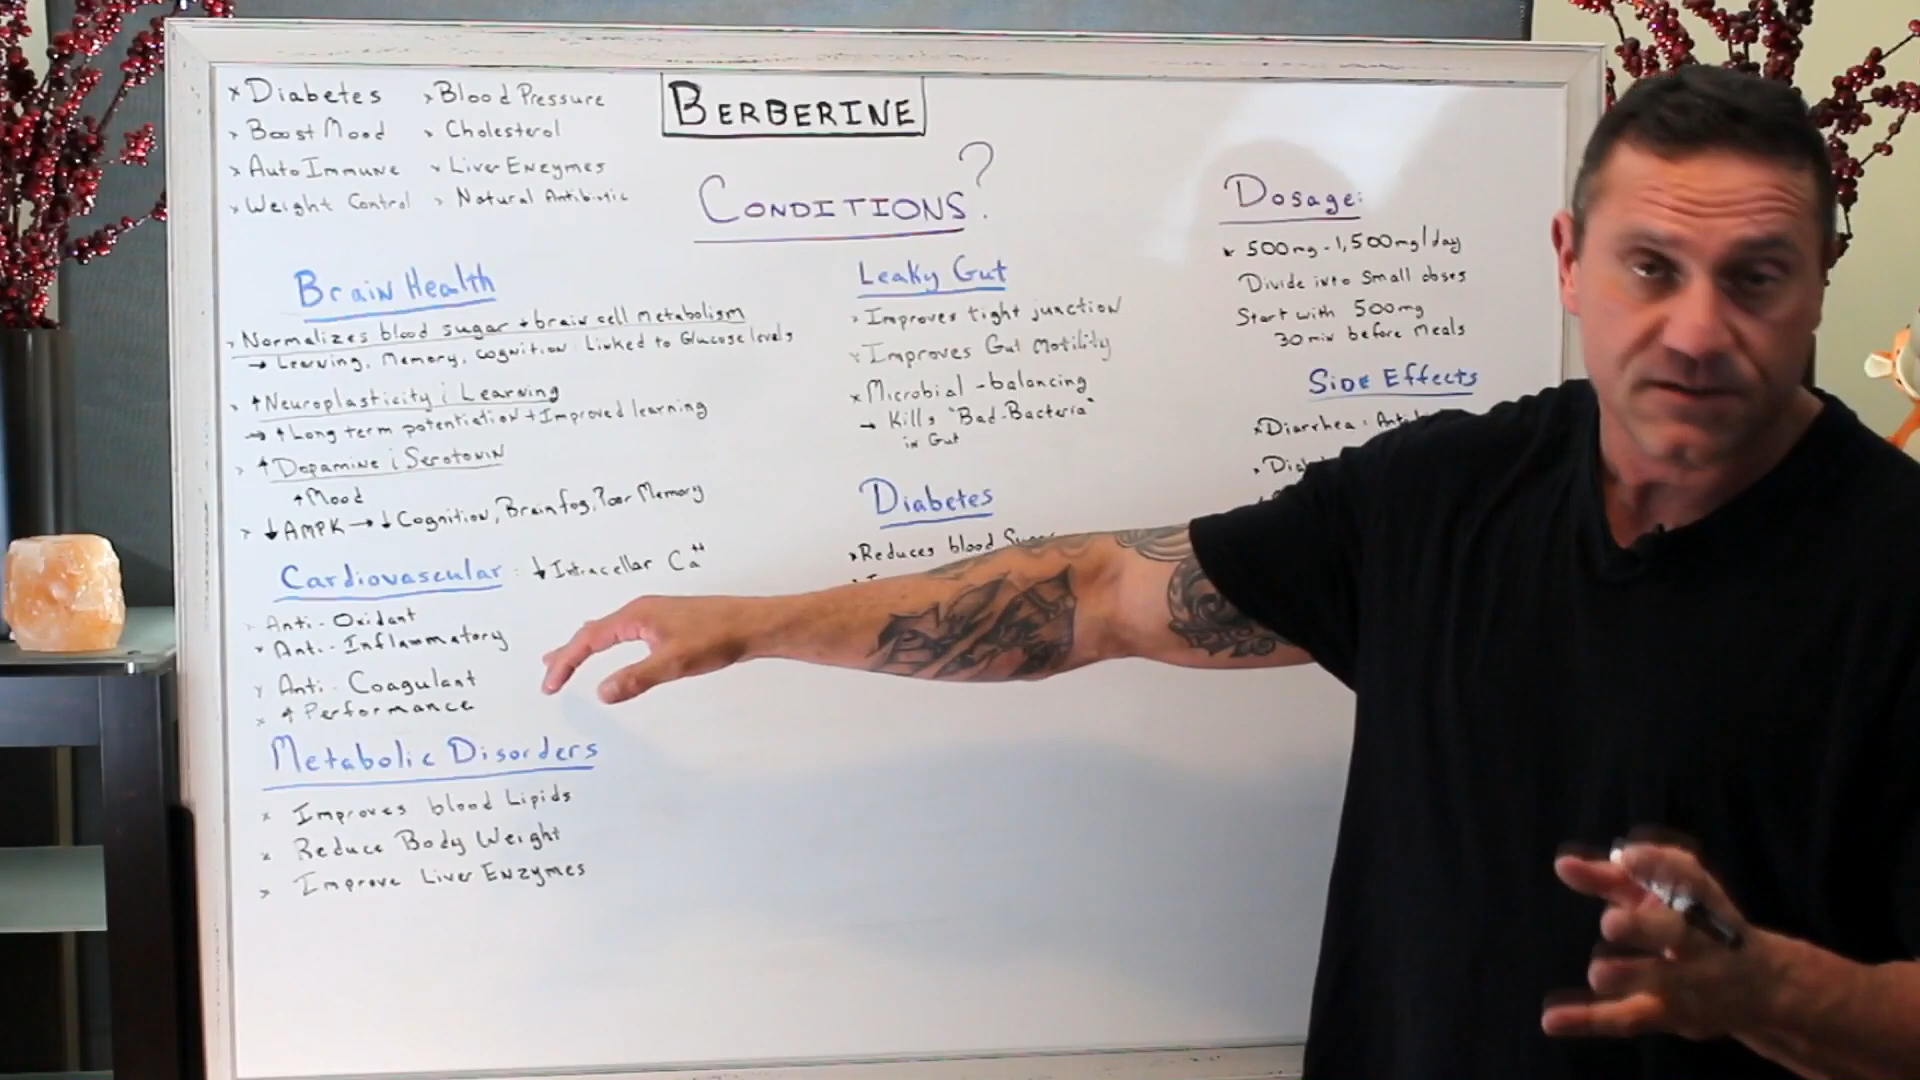 × Diabetes
× Boost Mood
× Auto Immune
× Weight Control
× Blood Pressure
× Cholesterol
× Liver Enzymes
× Natural Antibiotic
BERBERINE
CONDITIONS?
Brain Health
× Normalizes blood sugar + brain cell metabolism
→ Learning, Memory, cognition Linked to Glucose levels
× ↑Neuroplasticity ¡ Learning
→ ↑Long term potentiation + Improved learning
× ↑Dopamine ¡ Serotonin
↑Mood
× ↓AMPK → ↓Cognition, Brain fog, Poor Memory
Cardiovascular : ↓Intracellar Ca++
× Anti-Oxidant
× Anti-Inflammatory
× Anti-Coagulant
× ↑Performance
Metabolic Disorders
× Improves blood Lipids
× Reduce Body Weight
× Improve Liver Enzymes
Leaky Gut
× Improves tight junction
× Improves Gut Motility
× Microbial-balancing
→ Kills "Bad-Bacteria"
in Gut
Diabetes
× Reduces blood
Dosage:
× 500mg - 1,500mg/day
Divide into Small doses
Start with 500mg
30 min before Meals
Side Effects
× Diarrhea :